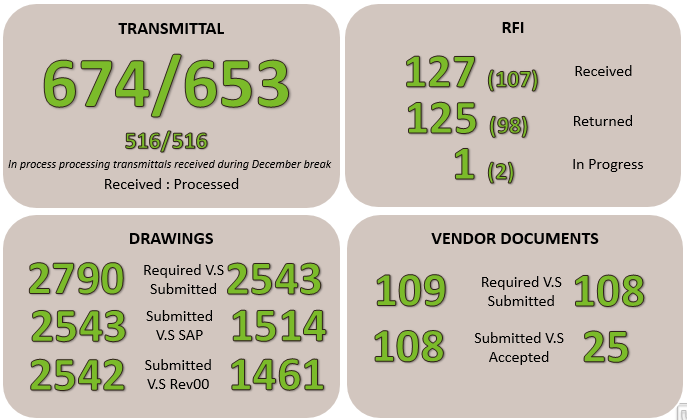 TRANSMITTAL
674/653
516/516
In process processing transmittals received during December break
Received : Processed
RFI
127 (107) Received
125 (98) Returned
1 (2) In Progress
DRAWINGS
2790 Required V.S Submitted 2543
2543 Submitted V.S SAP 1514
2542 Submitted V.S Rev00 1461
VENDOR DOCUMENTS
109 Required V.S Submitted 108
108 Submitted V.S Accepted 25